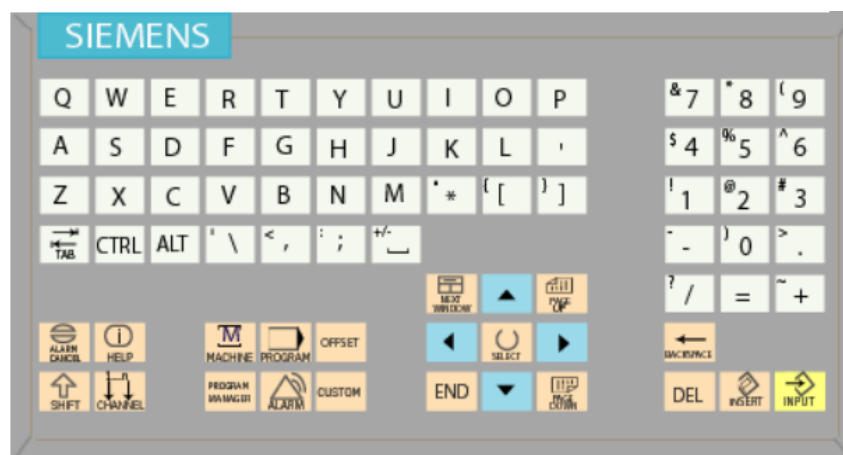 SIEMENS
Q W E R T Y U I O P & 7 * 8 ( 9
A S D F G H J K L ' $ 4 % 5 ^ 6
Z X C V B N M * { [ } ] ! 1 @ 2 # 3
TAB CTRL ALT ' \ < , : ; +/- - - ) 0 > .
NEXT WINDOW PAGE UP ? / = ~ +
ALARM CANCEL HELP MACHINE PROGRAM OFFSET SELECT BACKSPACE
SHIFT CHANNEL PROGRAM MANAGER ALARM CUSTOM END PAGE DOWN DEL INSERT INPUT